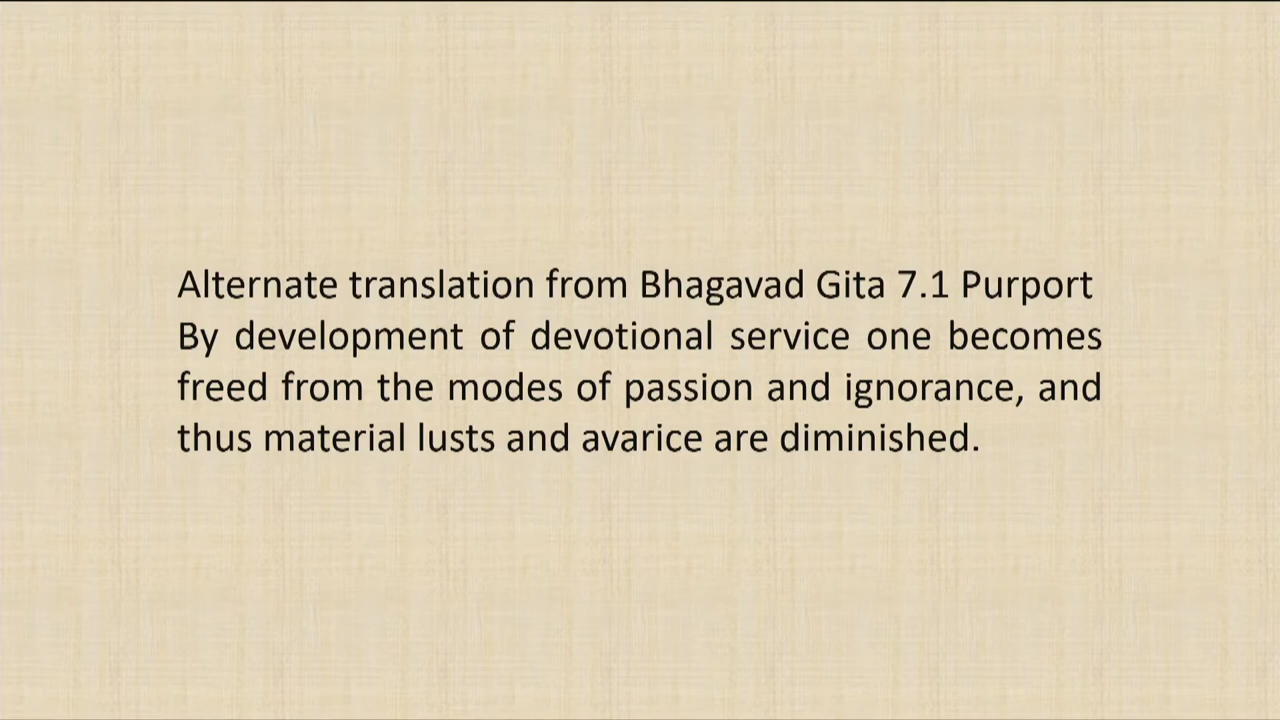 Alternate translation from Bhagavad Gita 7.1 Purport
By development of devotional service one becomes
freed from the modes of passion and ignorance, and
thus material lusts and avarice are diminished.